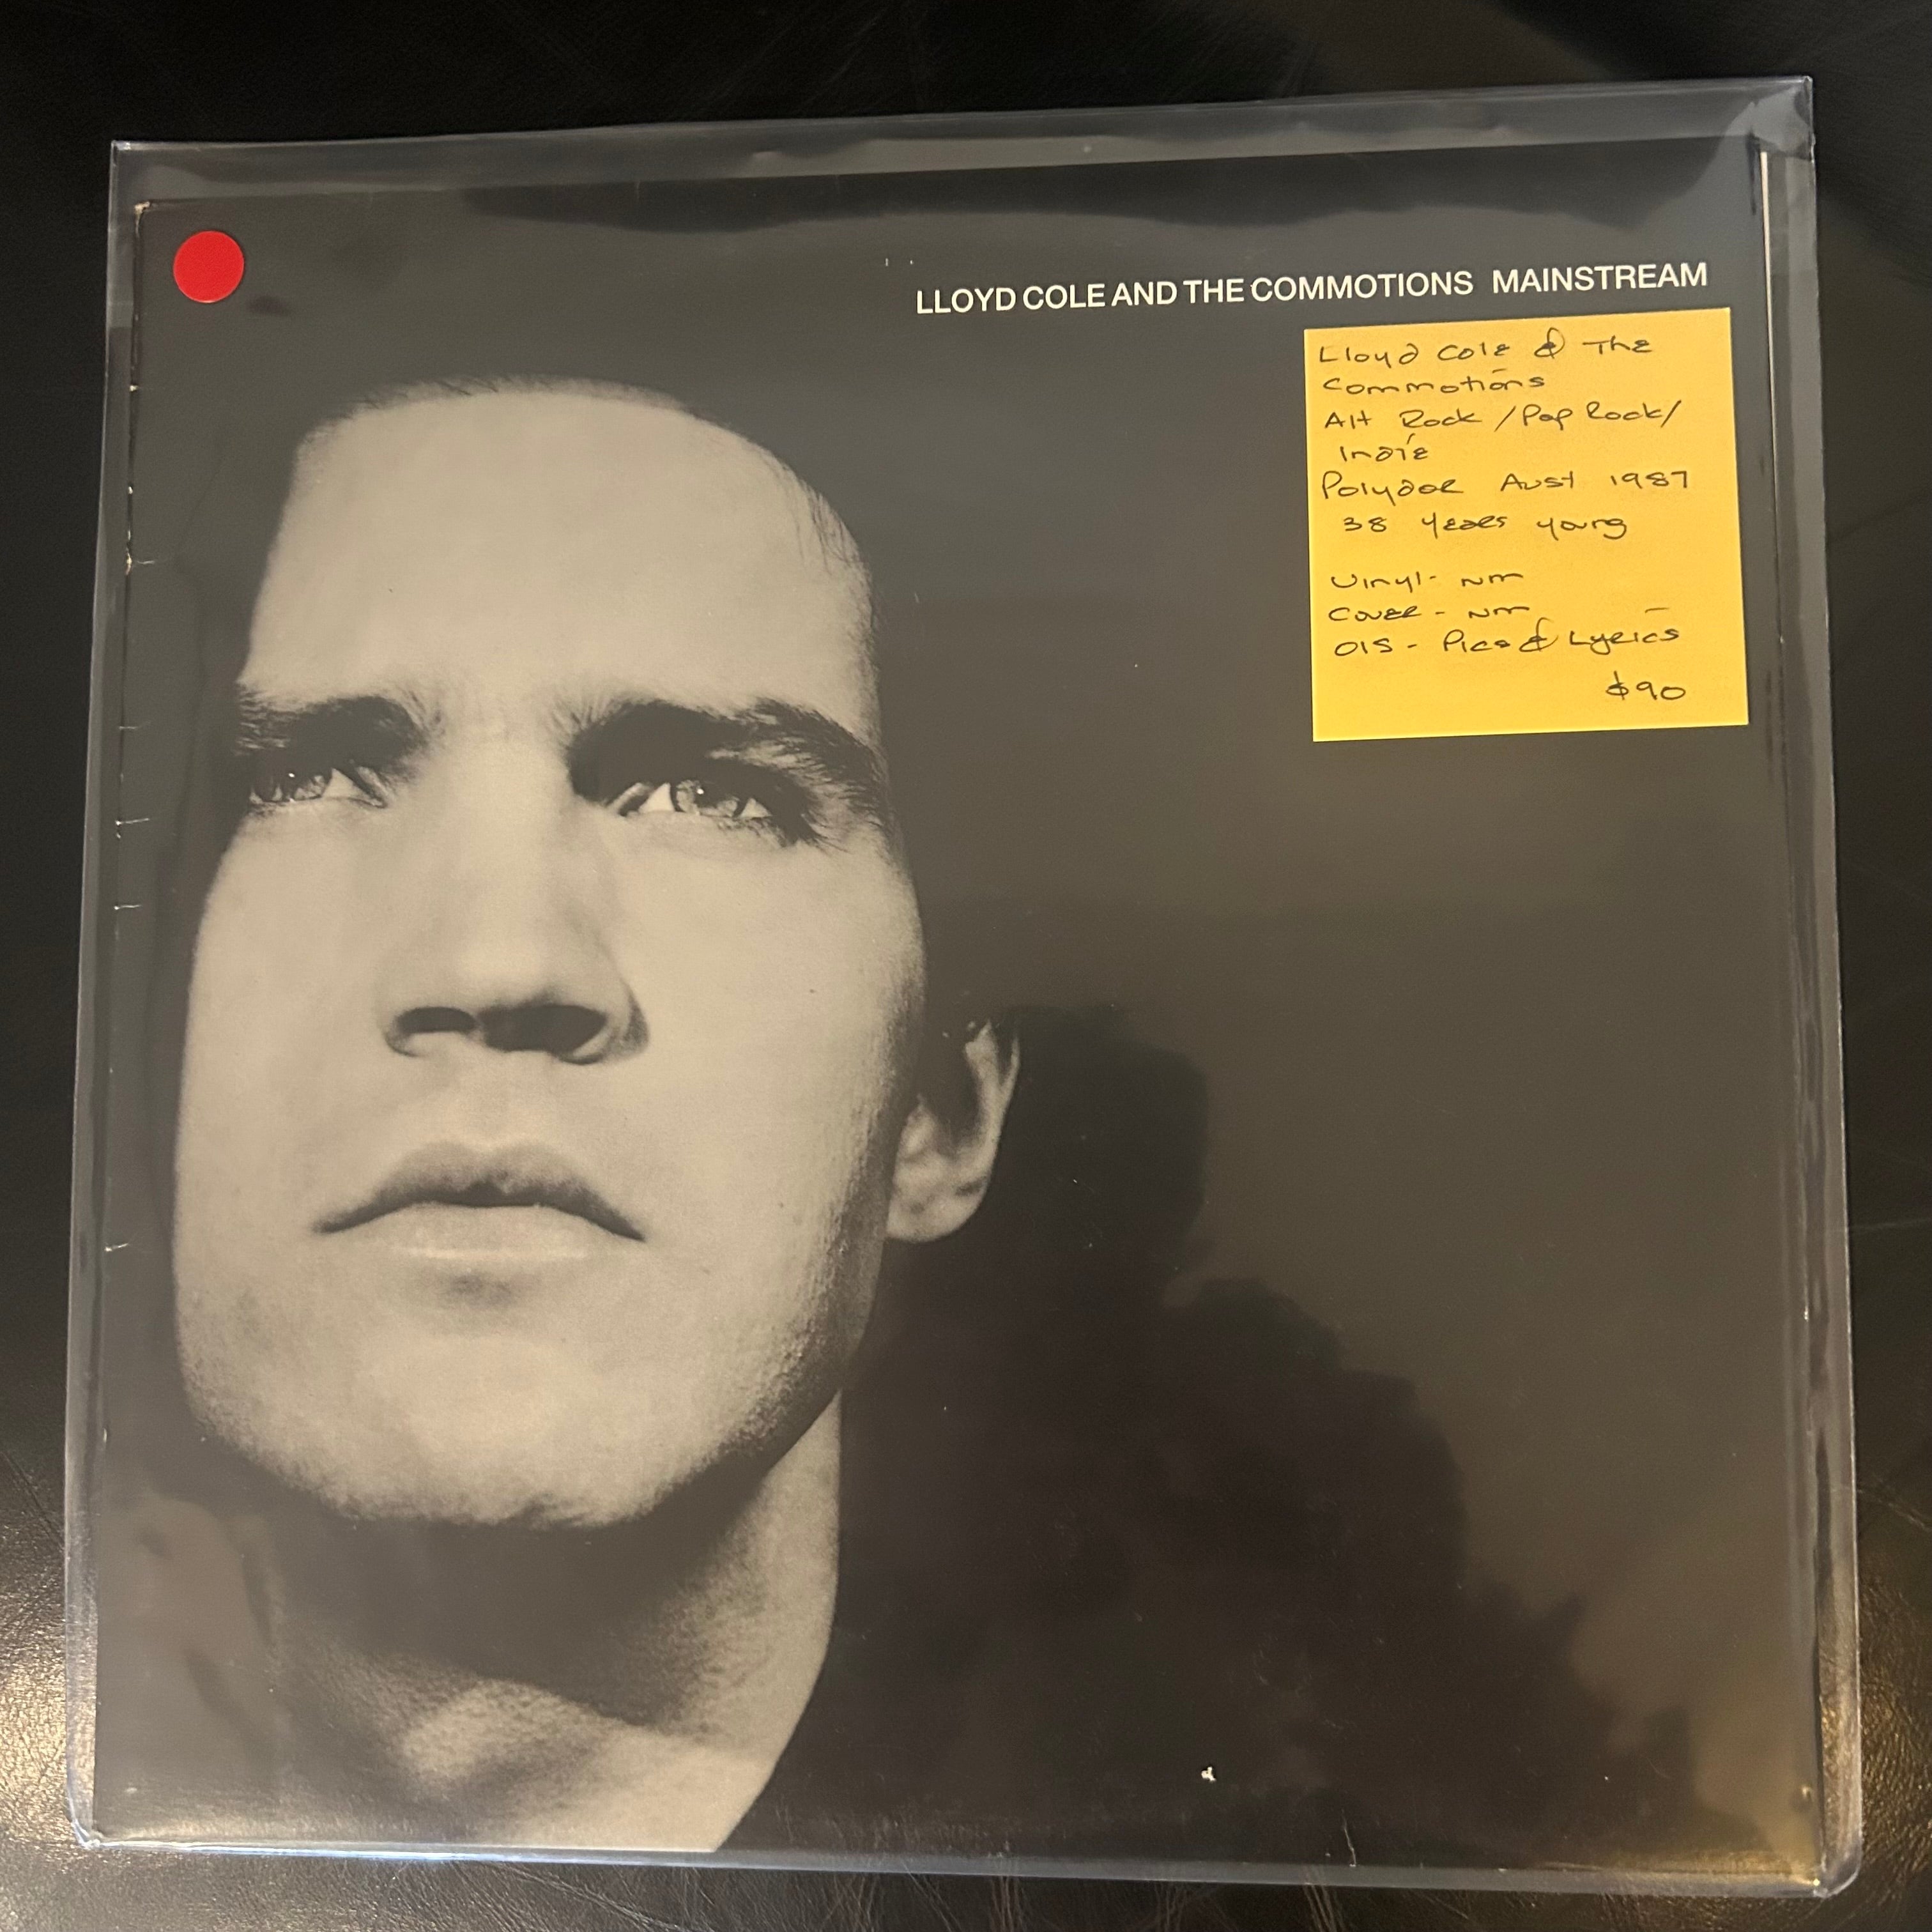 LLOYD COLE AND THE COMMOTIONS MAINSTREAM
Lloyd Cole & The
Commotions
Alt Rock / Pop Rock /
Indie
Polydor Aust 1987
38 years young
Vinyl - NM
Cover - NM
OIS - Pics & Lyrics
$90